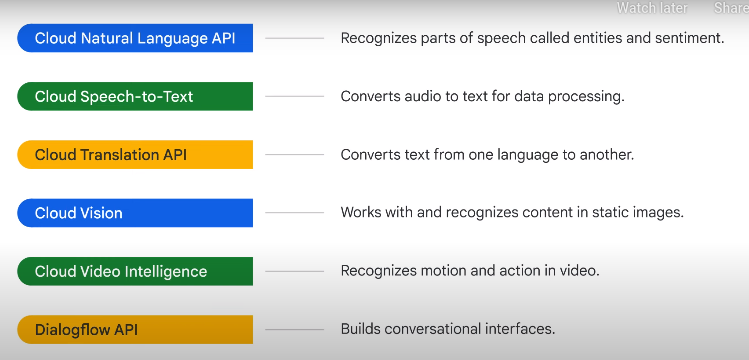 Watch later Share
Cloud Natural Language API Recognizes parts of speech called entities and sentiment.
Cloud Speech-to-Text Converts audio to text for data processing.
Cloud Translation API Converts text from one language to another.
Cloud Vision Works with and recognizes content in static images.
Cloud Video Intelligence Recognizes motion and action in video.
Dialogflow API Builds conversational interfaces.